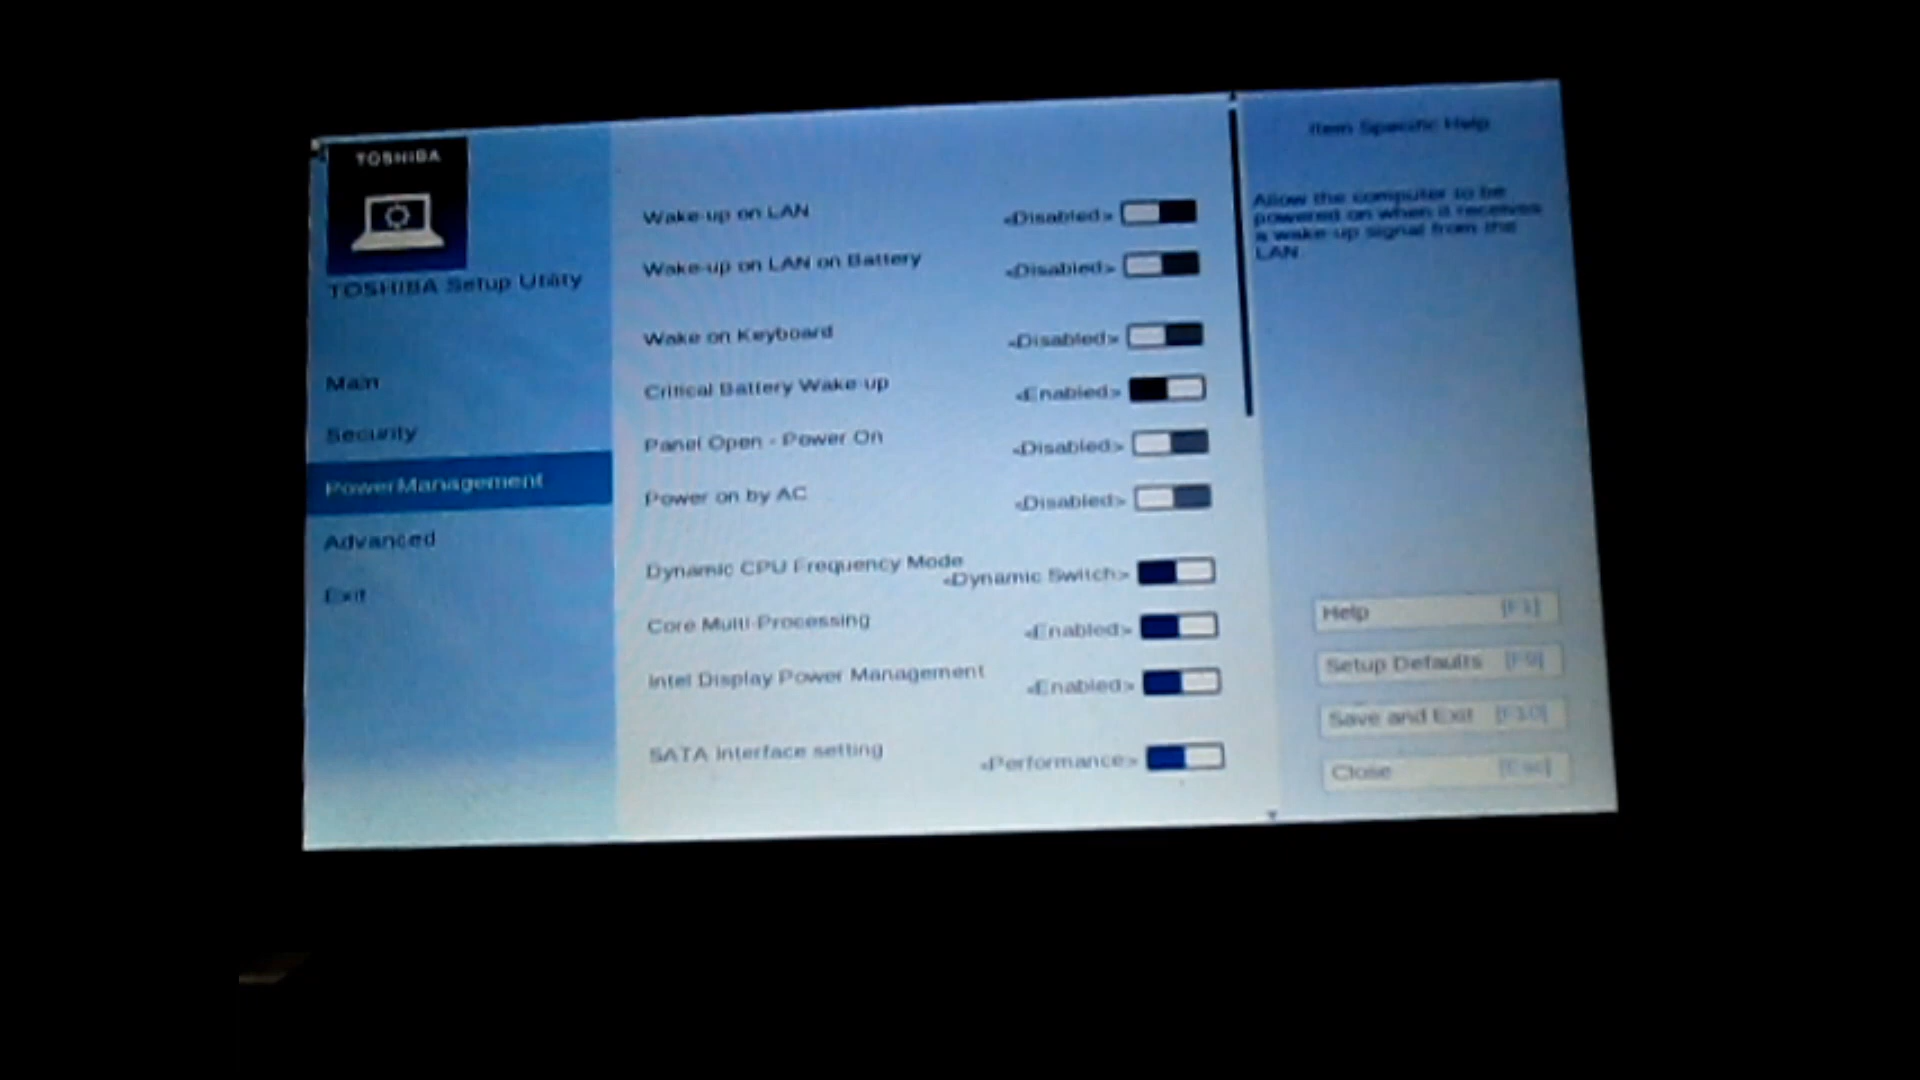 TOSHIBA
TOSHIBA Setup Utility
Main
Security
PowerManagement
Advanced
Exit
Wake-up on LAN <Disabled>
Wake-up on LAN on Battery <Disabled>
Wake on Keyboard <Disabled>
Critical Battery Wake-up <Enabled>
Panel Open - Power On <Disabled>
Power on by AC <Disabled>
Dynamic CPU Frequency Mode
<Dynamic Switch>
Core Multi-Processing <Enabled>
Intel Display Power Management <Enabled>
SATA Interface setting <Performance>
Item Specific Help
Allow the computer to be
powered on when it receives
a wake-up signal from the
LAN.
Help [F1]
Setup Defaults [F9]
Save and Exit [F10]
Close [Esc]